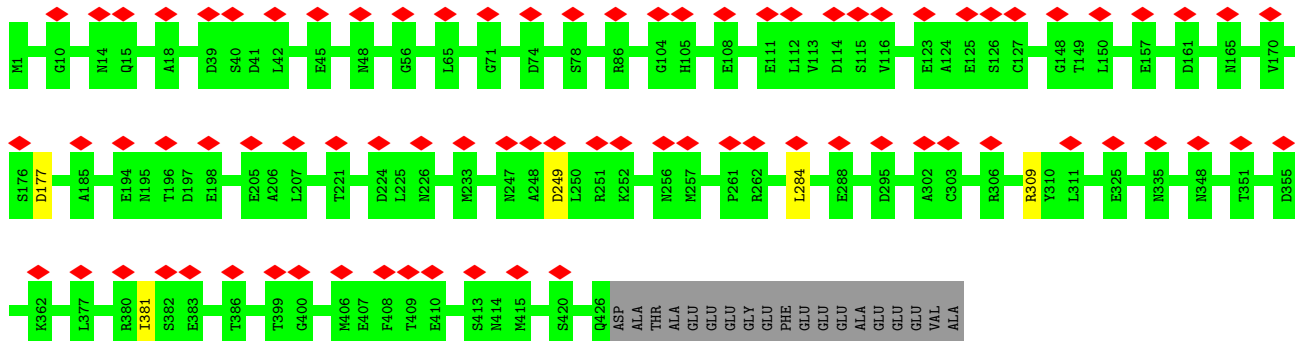 M1 G10 N14 Q15 A18 D39 S40 D41 L42 E45 N48 G56 L65 G71 D74 S78 R86 G104 H105 E108 E111 L112 V113 D114 S115 V116 E123 A124 E125 S126 C127 G148 T149 L150 E157 D161 N165 V170
S176 D177 A185 E194 N195 T196 D197 E198 E205 A206 L207 T221 D224 L225 N226 M233 N247 A248 D249 L250 R251 K252 N256 M257 P261 R262 L284 E288 D295 A302 C303 R306 R309 Y310 L311 E325 N335 N348 T351 D355
K362 L377 R380 I381 S382 E383 T386 T399 G400 M406 E407 F408 T409 E410 S413 N414 M415 S420 Q426 ASP ALA THR ALA GLU GLU GLU GLY GLU PHE GLU GLU GLU ALA GLU GLU GLU VAL ALA